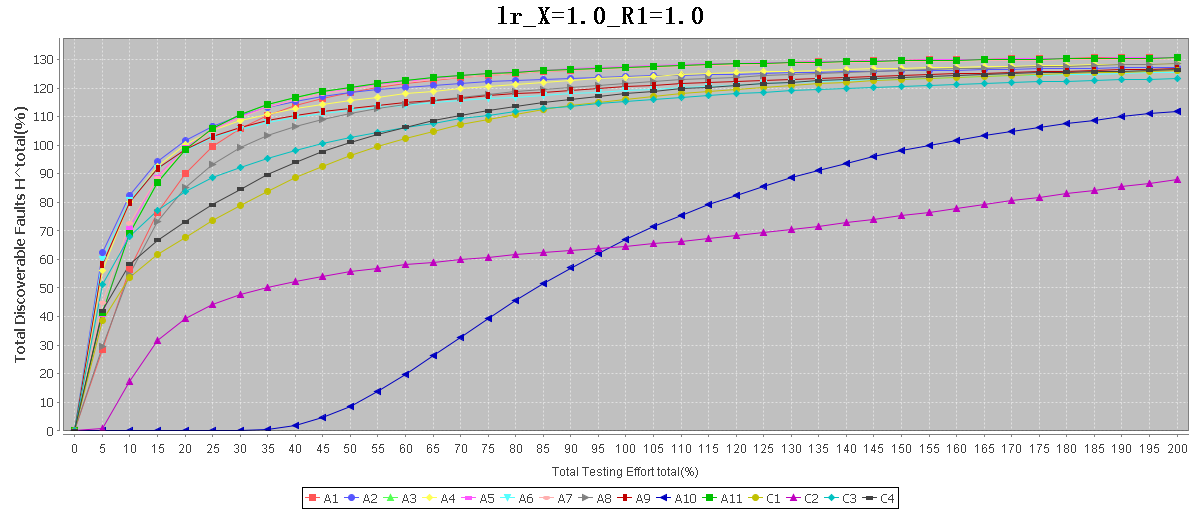 lr_X=1.0_R1=1.0
Total Discoverable Faults H^total(%)
130
120
110
100
90
80
70
60
50
40
30
20
10
0
0 5 10 15 20 25 30 35 40 45 50 55 60 65 70 75 80 85 90 95 100 105 110 115 120 125 130 135 140 145 150 155 160 165 170 175 180 185 190 195 200
Total Testing Effort total(%)
A1 A2 A3 A4 A5 A6 A7 A8 A9 A10 A11 C1 C2 C3 C4